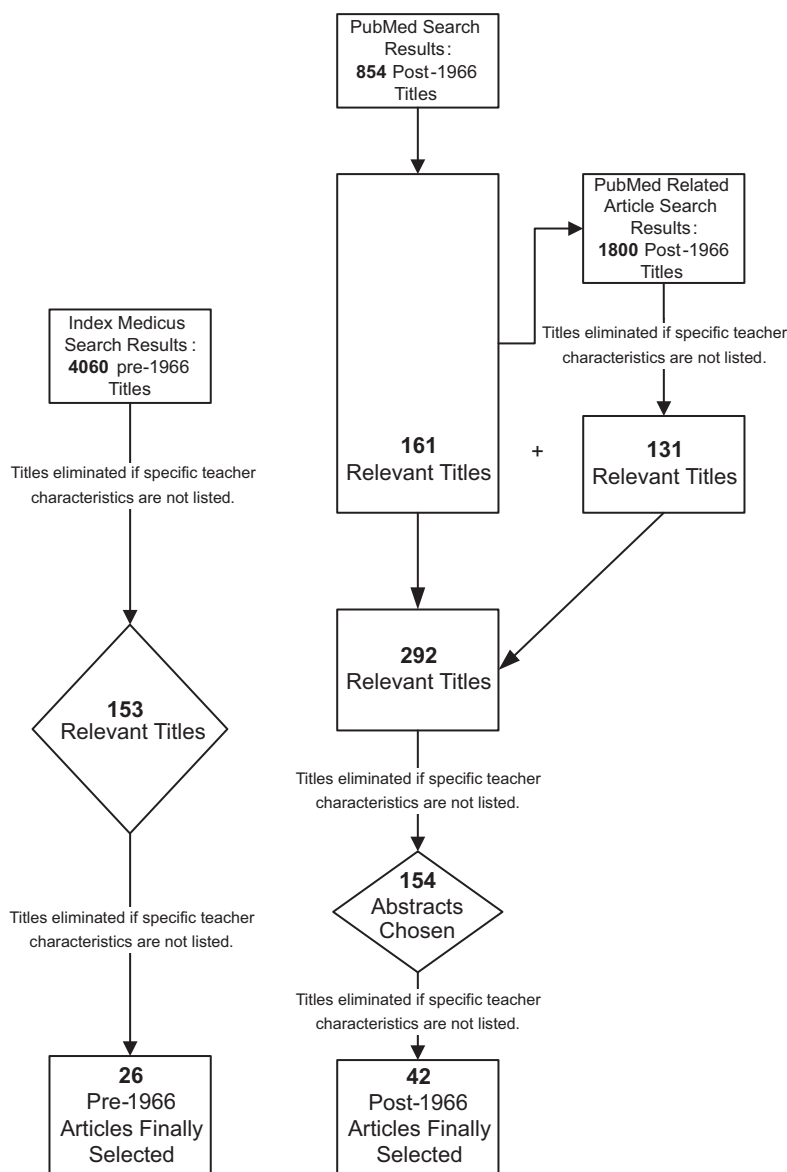 PubMed Search
Results:
854 Post-1966
Titles
PubMed Related
Article Search
Results:
1800 Post-1966
Titles
Titles eliminated if specific teacher
characteristics are not listed.
161
Relevant Titles
+
131
Relevant Titles
292
Relevant Titles
Titles eliminated if specific teacher
characteristics are not listed.
154
Abstracts
Chosen
Titles eliminated if specific teacher
characteristics are not listed.
42
Post-1966
Articles Finally
Selected
Index Medicus
Search Results :
4060 pre-1966
Titles
Titles eliminated if specific teacher
characteristics are not listed.
153
Relevant Titles
Titles eliminated if specific teacher
characteristics are not listed.
26
Pre-1966
Articles Finally
Selected